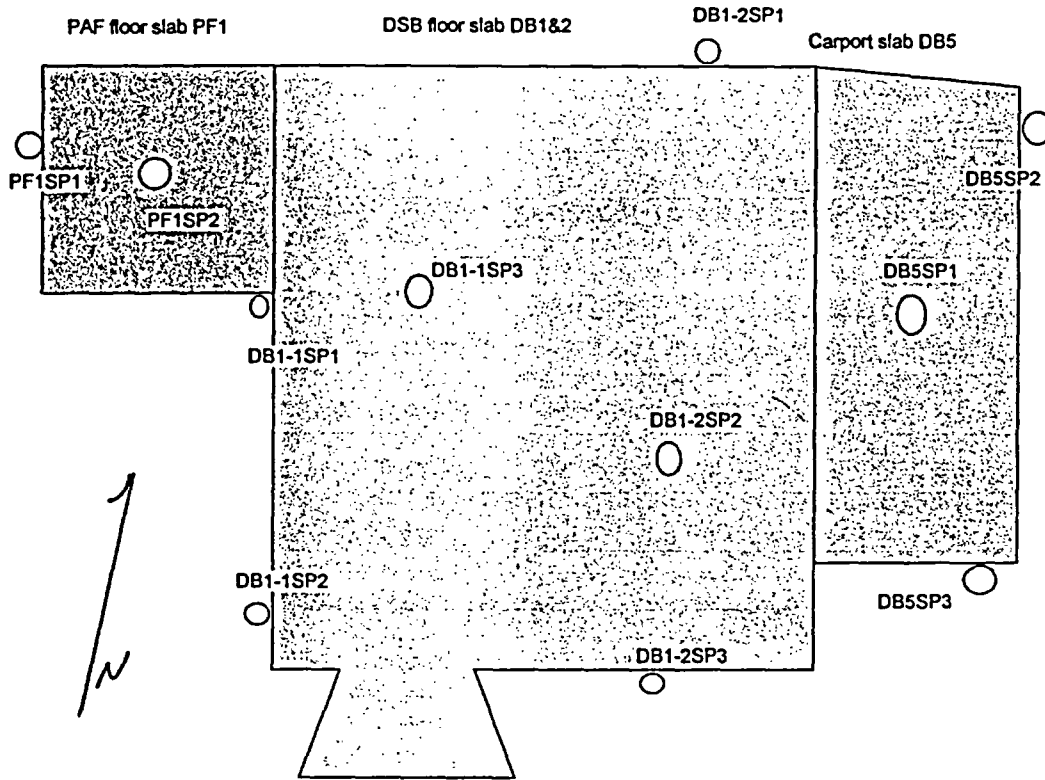 PAF floor slab PF1
DSB floor slab DB1&2
DB1-2SP1
Carport slab DB5
PF1SP1
PF1SP2
DB5SP2
DB1-1SP3
DB5SP1
DB1-1SP1
DB1-2SP2
DB1-1SP2
DB5SP3
DB1-2SP3
N